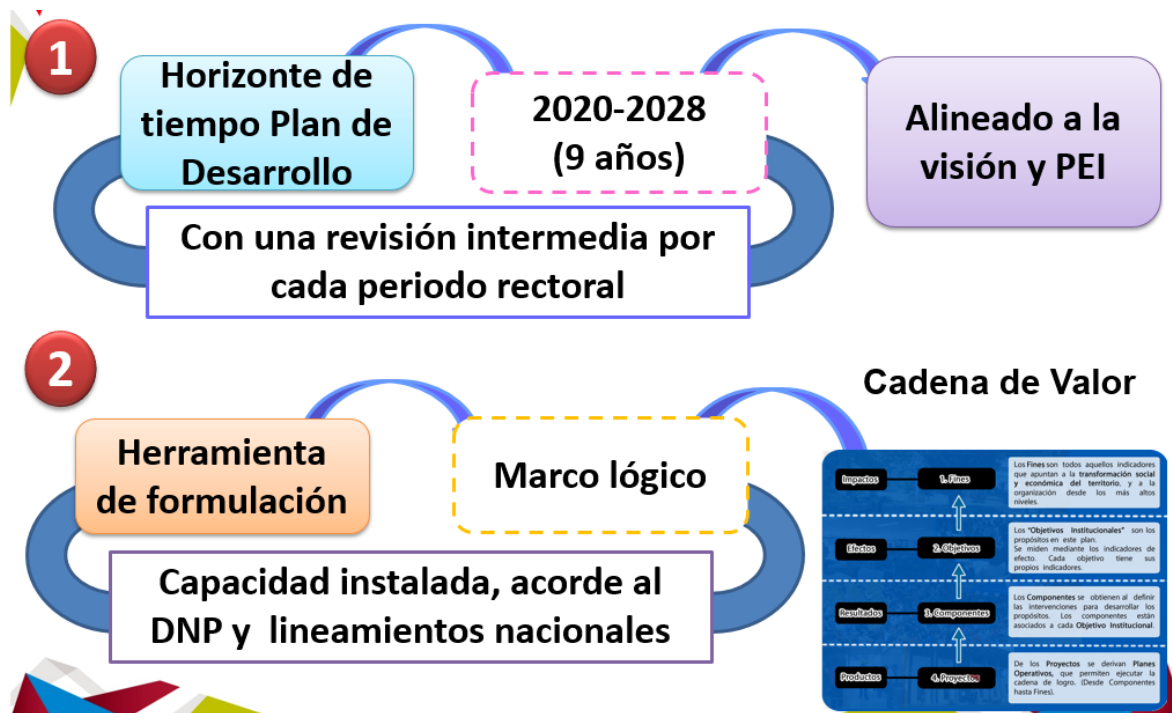 1
Horizonte de
tiempo Plan de
Desarrollo
2020-2028
(9 años)
Alineado a la
visión y PEI
Con una revisión intermedia por
cada periodo rectoral
2
Herramienta
de formulación
Marco lógico
Cadena de Valor
Capacidad instalada, acorde al
DNP y lineamientos nacionales
Impactos
1. Fines
Los Fines son todos aquellos indicadores
que apuntan a la transformación social
y económica del territorio, y a la
organización desde los más altos
niveles.
Efectos
2. Objetivos
Los "Objetivos Institucionales" son los
propósitos en este plan.
Se miden mediante los indicadores de
efecto. Cada objetivo tiene sus
propios indicadores.
Resultados
3. Componentes
Los Componentes se obtienen al definir
las intervenciones para desarrollar los
propósitos. Los componentes están
asociados a cada Objetivo Institucional.
Productos
4. Proyectos
De los Proyectos se derivan Planes
Operativos, que permiten ejecutar la
cadena de logro. (Desde Componentes
hasta Fines).